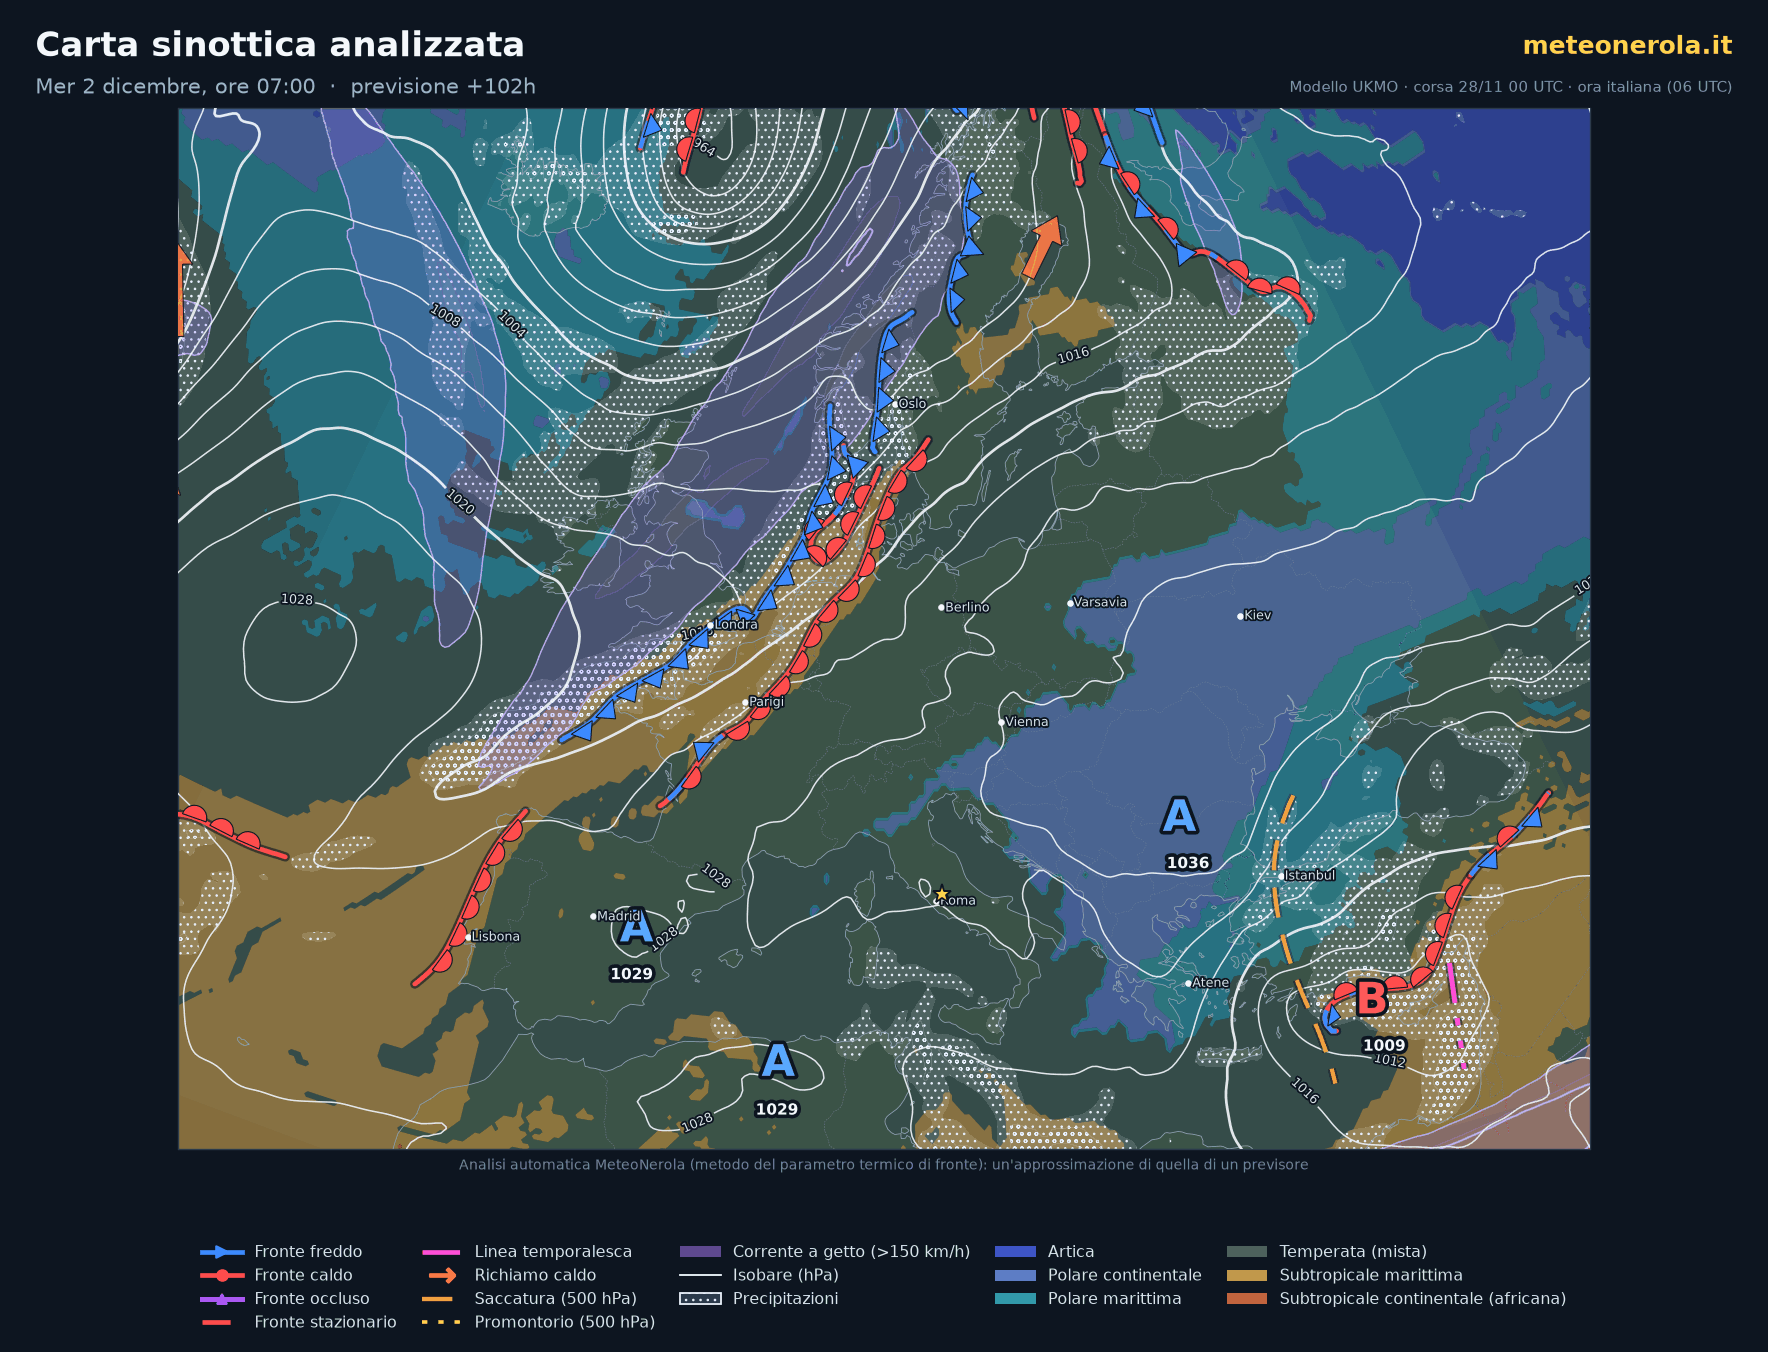 Carta sinottica analizzata
meteonerola.it
Mer 2 dicembre, ore 07:00 · previsione +102h
Modello UKMO · corsa 28/11 00 UTC · ora italiana (06 UTC)
964
1008
1004
1016
Oslo
1020
1028
Berlino
Varsavia
Kiev
Londra
Parigi
Vienna
A
1036
Istanbul
1028
Roma
Madrid
A
1028
1029
Lisbona
Atene
B
1009
1012
A
1029
1028
1016
Analisi automatica MeteoNerola (metodo del parametro termico di fronte): un'approssimazione di quella di un previsore
Fronte freddo
Fronte caldo
Fronte occluso
Fronte stazionario
Linea temporalesca
Richiamo caldo
Saccatura (500 hPa)
Promontorio (500 hPa)
Corrente a getto (>150 km/h)
Isobare (hPa)
Precipitazioni
Artica
Polare continentale
Polare marittima
Temperata (mista)
Subtropicale marittima
Subtropicale continentale (africana)